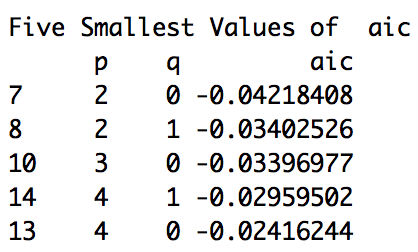 Five Smallest Values of  aic
p q aic
7 2 0 -0.04218408
8 2 1 -0.03402526
10 3 0 -0.03396977
14 4 1 -0.02959502
13 4 0 -0.02416244